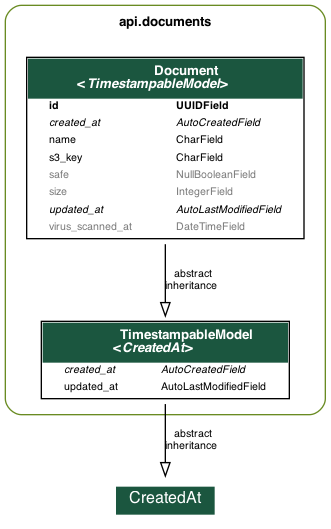 api.documents
Document
<TimestampableModel>
id UUIDField
created_at AutoCreatedField
name CharField
s3_key CharField
safe NullBooleanField
size IntegerField
updated_at AutoLastModifiedField
virus_scanned_at DateTimeField
abstract
inheritance
TimestampableModel
<CreatedAt>
created_at AutoCreatedField
updated_at AutoLastModifiedField
abstract
inheritance
CreatedAt